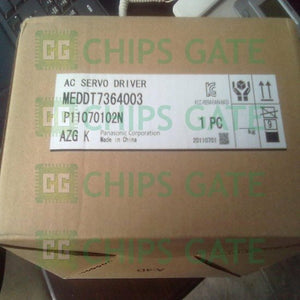 CHIPS GATE
AC SERVO DRIVER
MEDDT7364003
P11070102N
1 PC
AZG K
Panasonic Corporation
Made in China
20110701
CHIPS GATE
CHIPS GATE